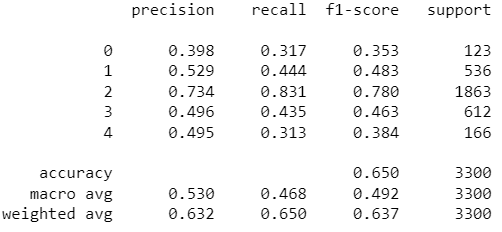 precision recall f1-score support
0 0.398 0.317 0.353 123
1 0.529 0.444 0.483 536
2 0.734 0.831 0.780 1863
3 0.496 0.435 0.463 612
4 0.495 0.313 0.384 166
accuracy 0.650 3300
macro avg 0.530 0.468 0.492 3300
weighted avg 0.632 0.650 0.637 3300